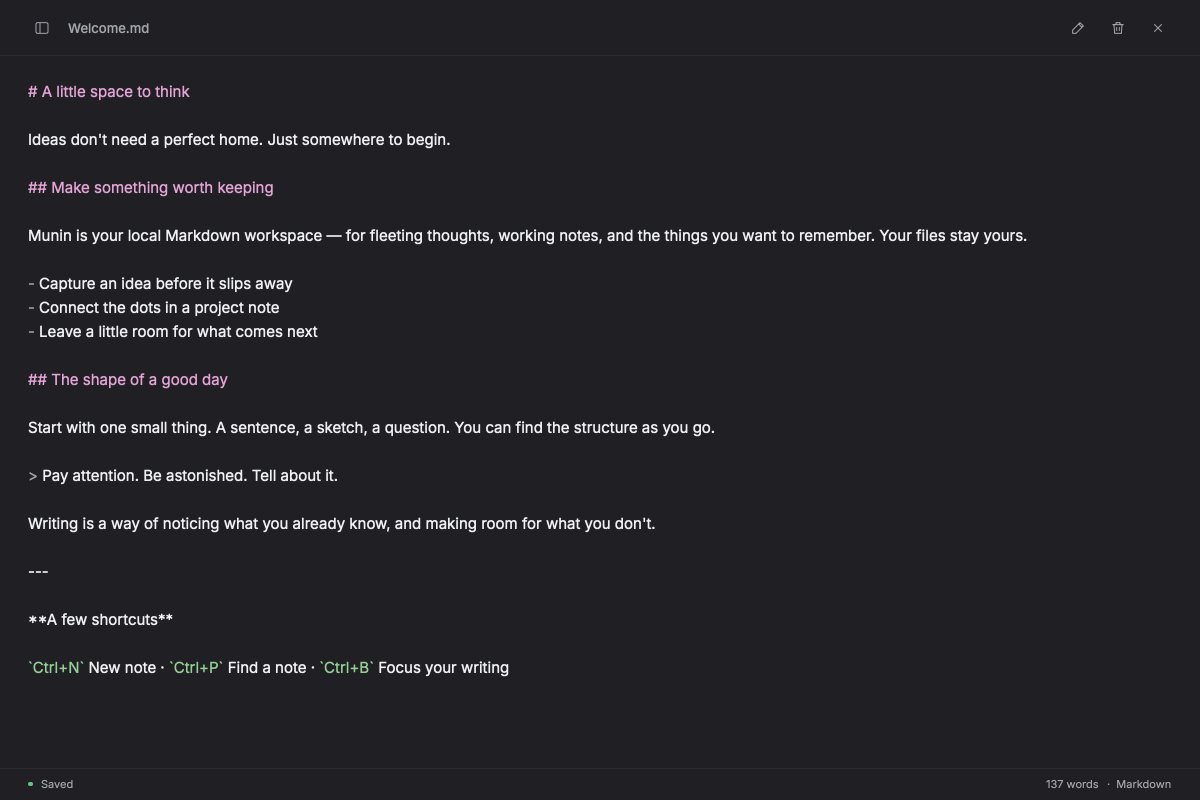 Welcome.md
# A little space to think
Ideas don't need a perfect home. Just somewhere to begin.
## Make something worth keeping
Munin is your local Markdown workspace — for fleeting thoughts, working notes, and the things you want to remember. Your files stay yours.
- Capture an idea before it slips away
- Connect the dots in a project note
- Leave a little room for what comes next
## The shape of a good day
Start with one small thing. A sentence, a sketch, a question. You can find the structure as you go.
> Pay attention. Be astonished. Tell about it.
Writing is a way of noticing what you already know, and making room for what you don't.
---
**A few shortcuts**
`Ctrl+N` New note · `Ctrl+P` Find a note · `Ctrl+B` Focus your writing
Saved
137 words · Markdown